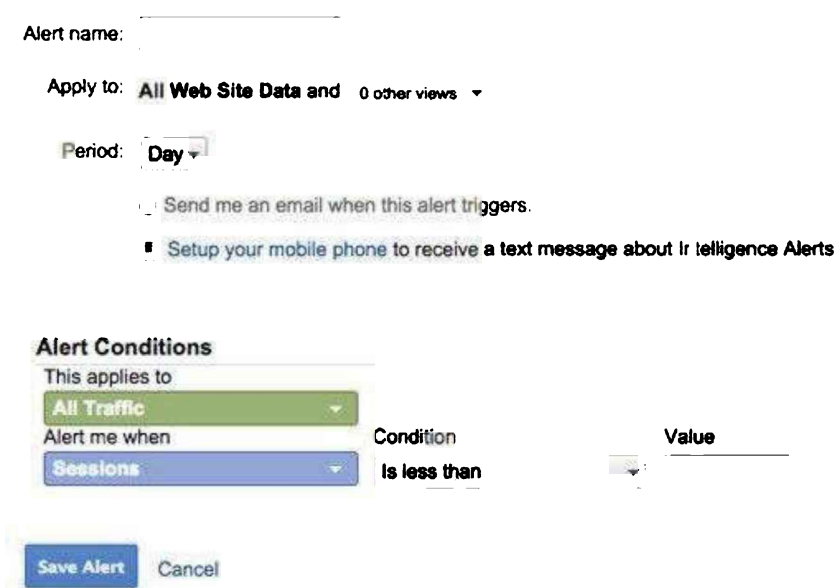 Alert name:
Apply to: All Web Site Data and 0 other views
Period: Day
Send me an email when this alert triggers.
Setup your mobile phone to receive a text message about Ir telligence Alerts
Alert Conditions
This applies to
All Traffic
Alert me when Condition Value
Sessions Is less than
Save Alert Cancel